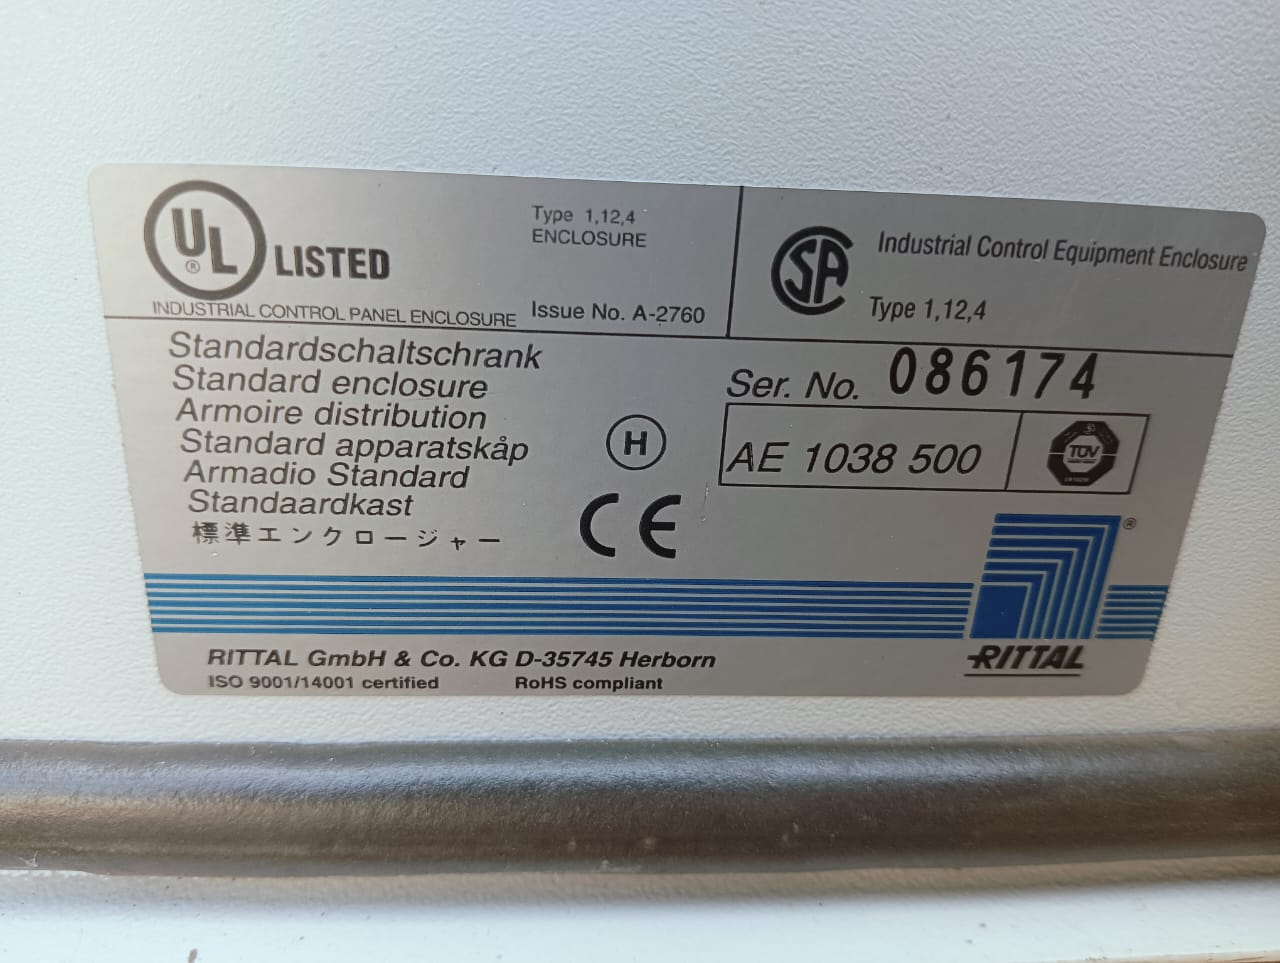 UL® LISTED
INDUSTRIAL CONTROL PANEL ENCLOSURE
Type 1,12,4
ENCLOSURE
Issue No. A-2760
SA
Industrial Control Equipment Enclosure
Type 1,12,4
Standardschaltschrank
Standard enclosure
Armoire distribution
Standard apparatskåp
Armadio Standard
Standaardkast
標準エンクロージャー
H
CE
Ser. No. 086174
AE 1038 500
TÜV
®
RITTAL
RITTAL GmbH & Co. KG D-35745 Herborn
ISO 9001/14001 certified RoHS compliant